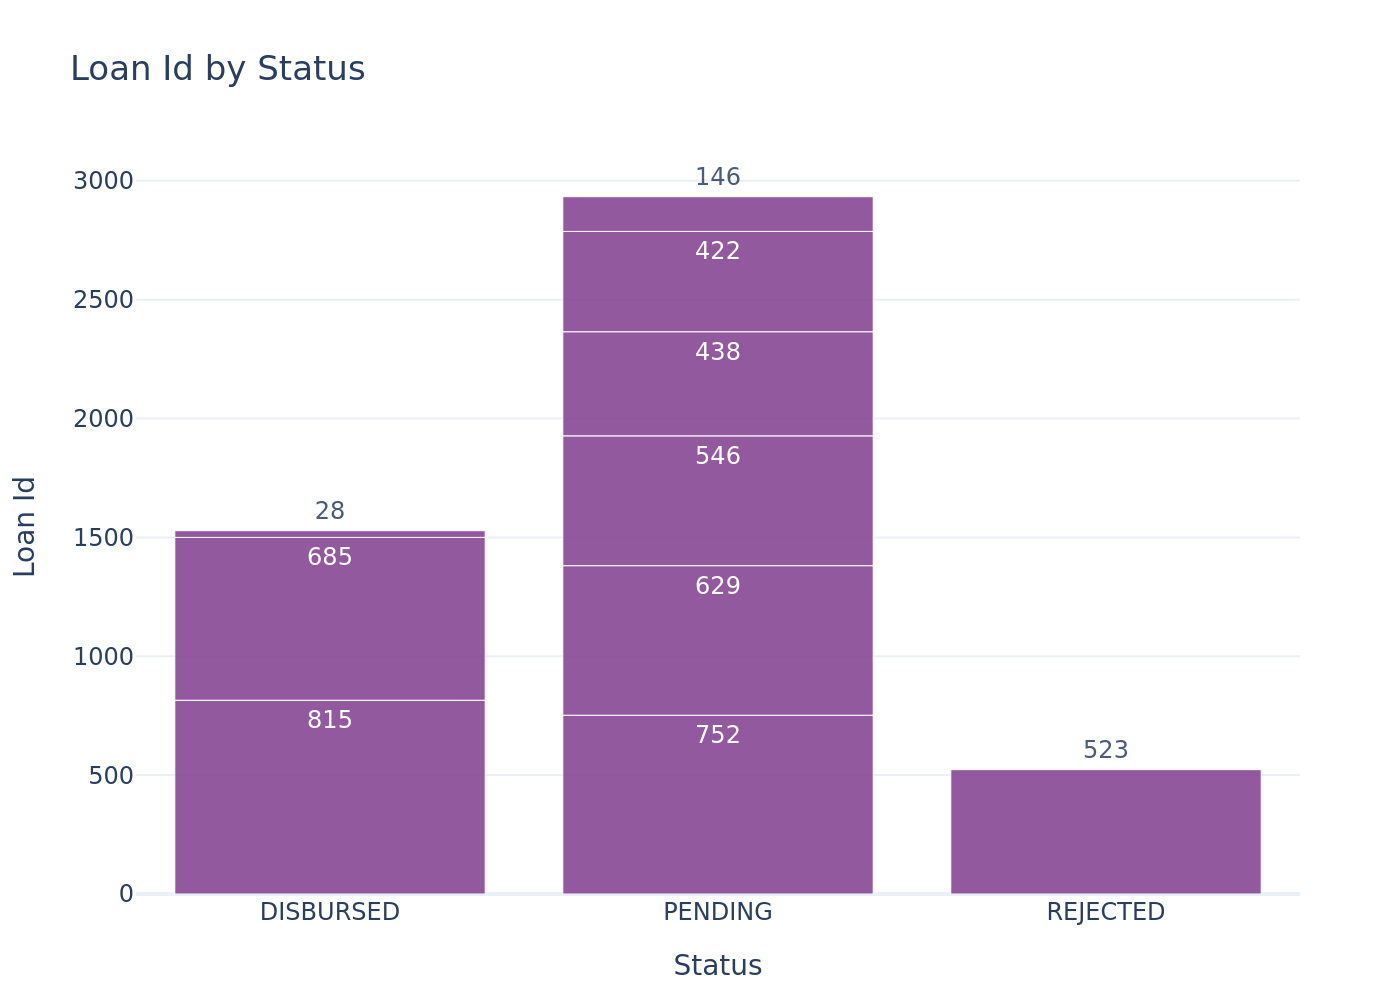 Loan Id by Status
3000
2500
2000
1500
1000
500
0
Loan Id
28
685
815
146
422
438
546
629
752
523
DISBURSED
PENDING
REJECTED
Status